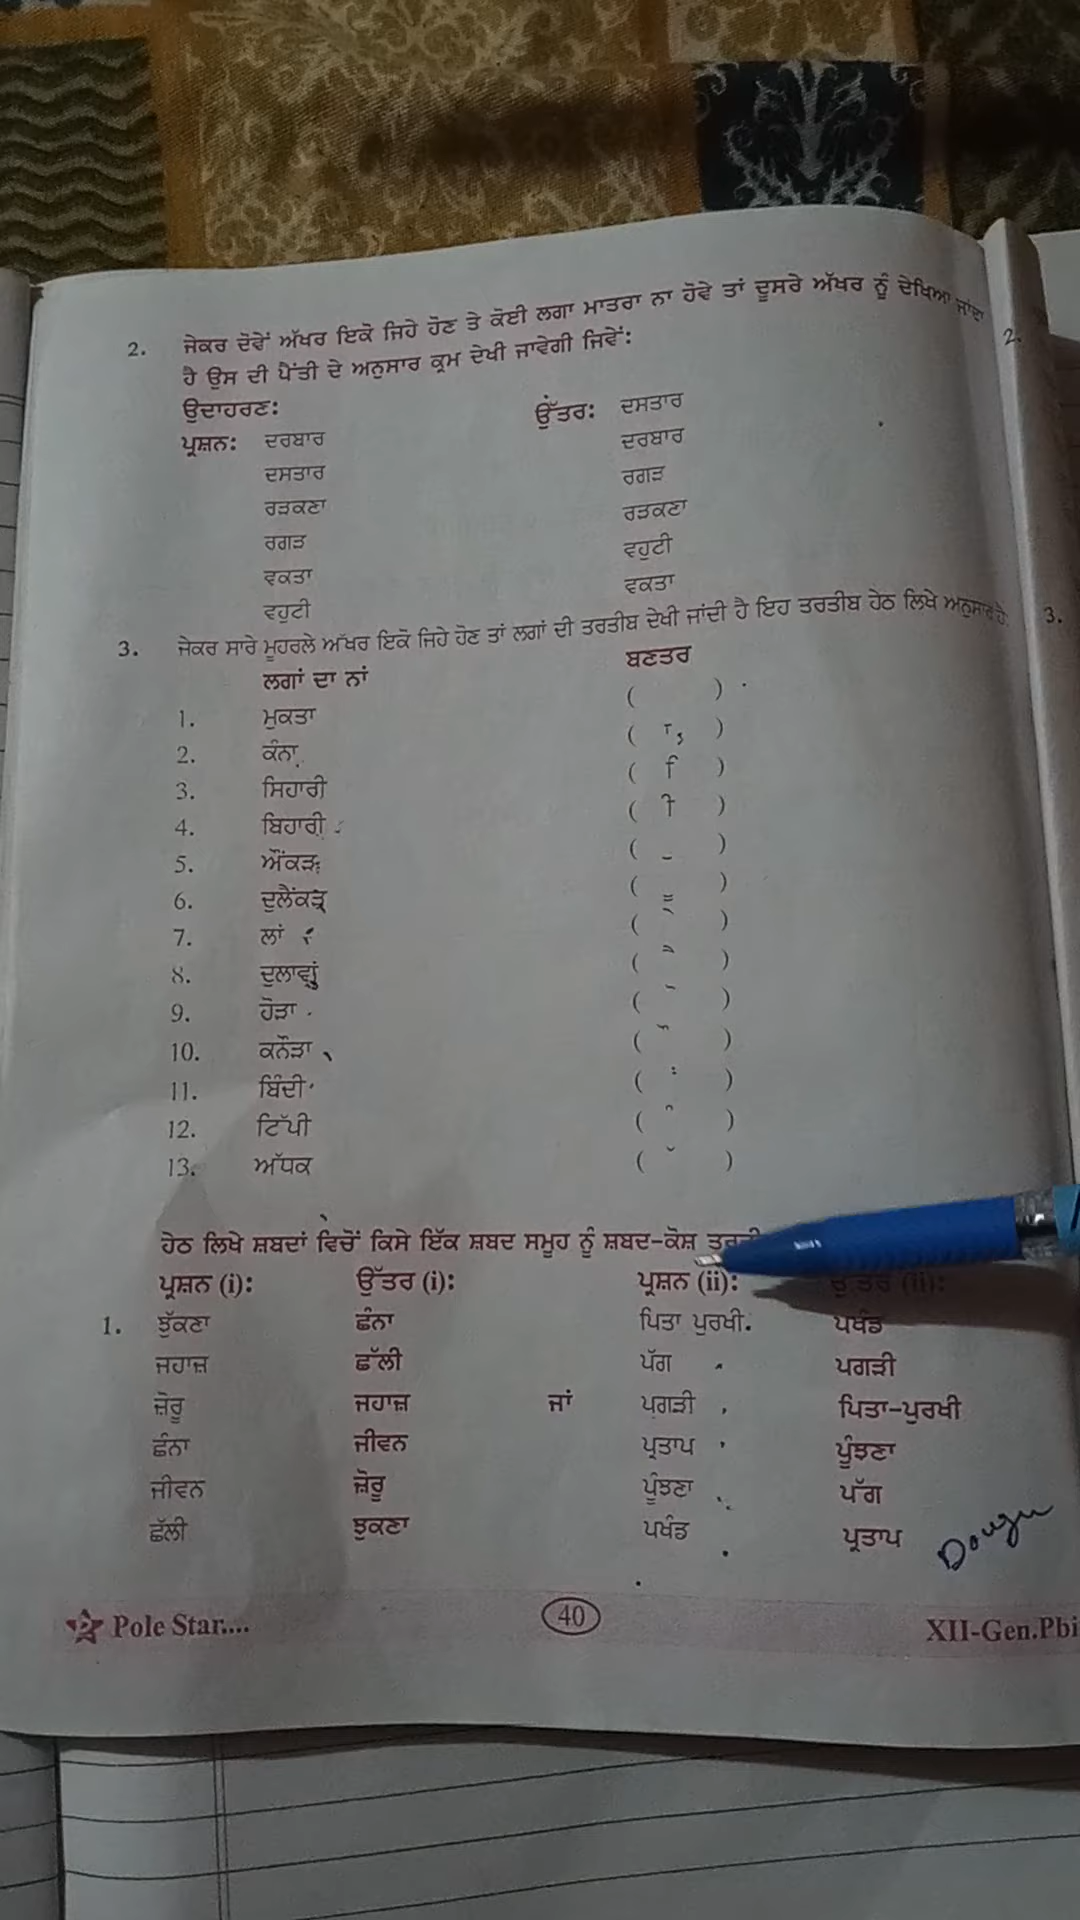 2. ਜੇਕਰ ਦੋਵੇਂ ਅੱਖਰ ਇਕੋ ਜਿਹੇ ਹੋਣ ਤੇ ਕੋਈ ਲਗਾ ਮਾਤਰਾ ਨਾ ਹੋਵੇ ਤਾਂ ਦੂਸਰੇ ਅੱਖਰ ਨੂੰ ਦੇਖਿਆ ਜਾਂਦਾ
ਹੈ ਉਸ ਦੀ ਪੈਂਤੀ ਦੇ ਅਨੁਸਾਰ ਕ੍ਰਮ ਦੇਖੀ ਜਾਵੇਗੀ ਜਿਵੇਂ:
ਉਦਾਹਰਣ:
ਪ੍ਰਸ਼ਨ: ਦਰਬਾਰ ਉੱਤਰ: ਦਸਤਾਰ
ਦਸਤਾਰ ਦਰਬਾਰ
ਰੜਕਣਾ ਰਗੜ
ਰਗੜ ਰੜਕਣਾ
ਵਕਤਾ ਵਹੁਟੀ
ਵਹੁਟੀ ਵਕਤਾ
3. ਜੇਕਰ ਸਾਰੇ ਮੂਹਰਲੇ ਅੱਖਰ ਇਕੋ ਜਿਹੇ ਹੋਣ ਤਾਂ ਲਗਾਂ ਦੀ ਤਰਤੀਬ ਦੇਖੀ ਜਾਂਦੀ ਹੈ ਇਹ ਤਰਤੀਬ ਹੇਠ ਲਿਖੇ ਅਨੁਸਾਰ ਹੈ
ਲਗਾਂ ਦਾ ਨਾਂ ਬਣਤਰ
1. ਮੁਕਤਾ ( )
2. ਕੰਨਾ ( ਾ )
3. ਸਿਹਾਰੀ ( ਿ )
4. ਬਿਹਾਰੀ ( ੀ )
5. ਔਂਕੜ ( ੁ )
6. ਦੁਲੈਂਕੜ ( ੂ )
7. ਲਾਂ
8. ਦੁਲਾਵਾਂ
9. ਹੋੜਾ
10. ਕਨੌੜਾ
11. ਬਿੰਦੀ
12. ਟਿੱਪੀ ( ੰ )
13. ਅੱਧਕ ( ੱ )
ਹੇਠ ਲਿਖੇ ਸ਼ਬਦਾਂ ਵਿਚੋਂ ਕਿਸੇ ਇੱਕ ਸ਼ਬਦ ਸਮੂਹ ਨੂੰ ਸ਼ਬਦ-ਕੋਸ਼
ਪ੍ਰਸ਼ਨ (i): ਉੱਤਰ (i): ਪ੍ਰਸ਼ਨ (ii): ਉੱਤਰ (ii):
1. ਝੁੱਕਣਾ ਛੰਨਾ ਪਿਤਾ ਪੁਰਖੀ ਪਖੰਡ
ਜਹਾਜ਼ ਛੱਲੀ ਪੱਗ ਪਗੜੀ
ਜ਼ੋਰੂ ਜਹਾਜ਼ ਜਾਂ ਪਗੜੀ ਪਿਤਾ-ਪੁਰਖੀ
ਛੰਨਾ ਜੀਵਨ ਪ੍ਰਤਾਪ ਪੂੰਝਣਾ
ਜੀਵਨ ਜ਼ੋਰੂ ਪੂੰਝਣਾ ਪੱਗ
ਛੱਲੀ ਝੁਕਣਾ ਪਖੰਡ ਪ੍ਰਤਾਪ
Pole Star.... 40 XII-Gen.Pbi